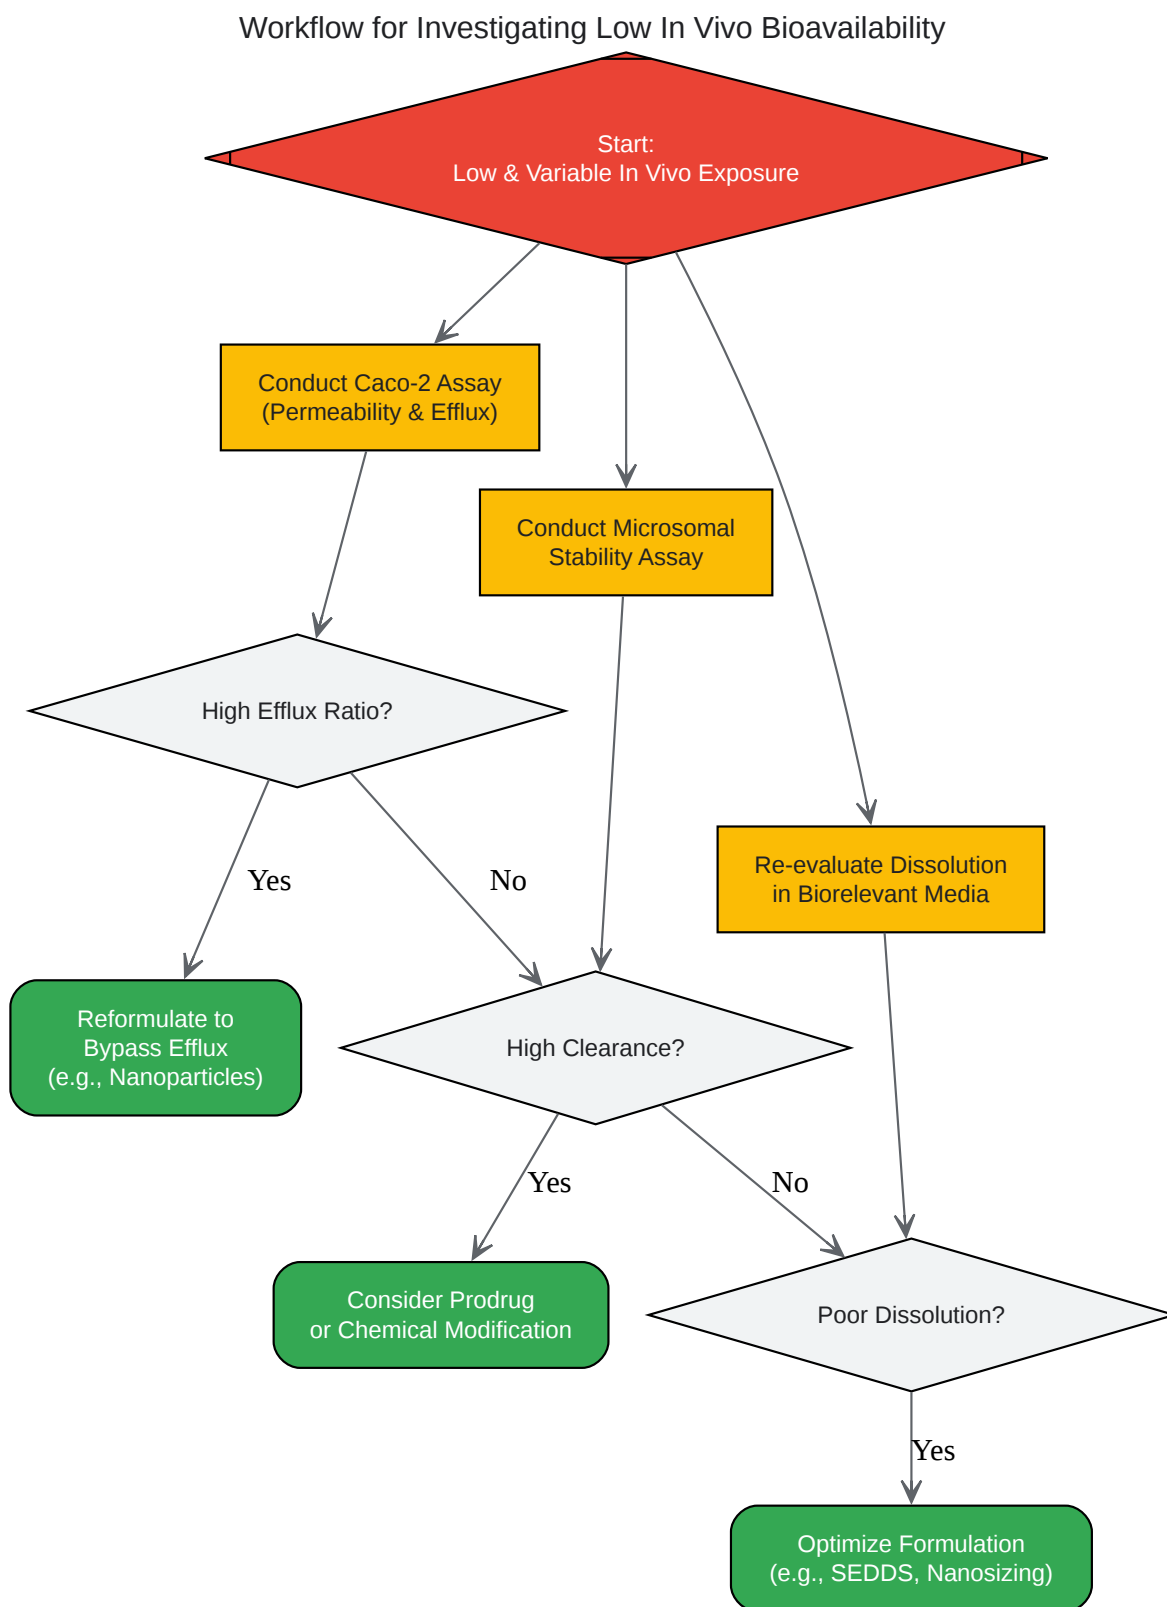 Workflow for Investigating Low In Vivo Bioavailability
Start:
Low & Variable In Vivo Exposure
Conduct Caco-2 Assay
(Permeability & Efflux)
Conduct Microsomal
Stability Assay
High Efflux Ratio?
Re-evaluate Dissolution
in Biorelevant Media
Yes
No
Reformulate to
Bypass Efflux
(e.g., Nanoparticles)
High Clearance?
Yes
No
Consider Prodrug
or Chemical Modification
Poor Dissolution?
Yes
Optimize Formulation
(e.g., SEDDS, Nanosizing)